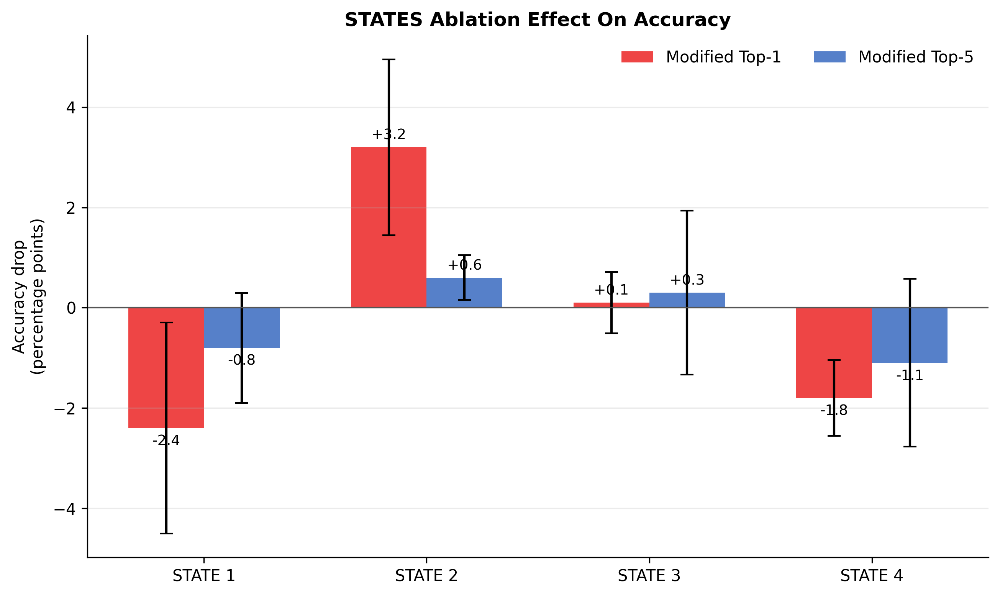 STATES Ablation Effect On Accuracy
Modified Top-1
Modified Top-5
Accuracy drop
(percentage points)
4
2
0
−2
−4
+3.2
+0.6
+0.1
+0.3
-2.4
-0.8
-1.8
-1.1
STATE 1
STATE 2
STATE 3
STATE 4